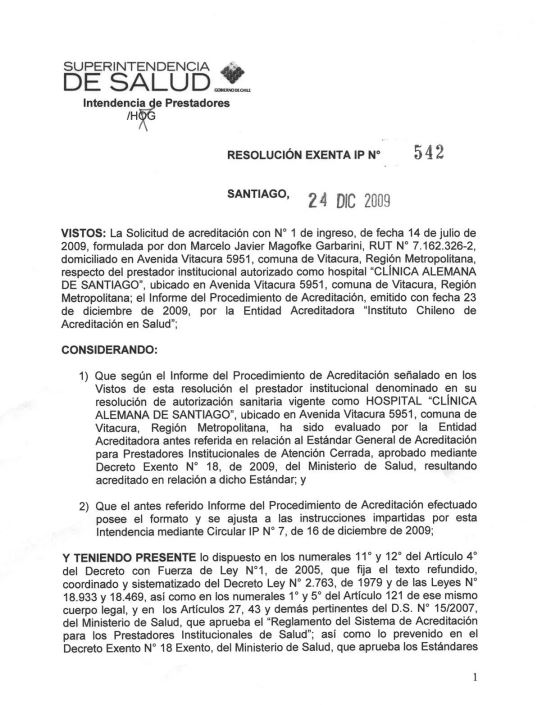 SUPERINTENDENCIA
DE SALUD
GOBIERNO DE CHILE
Intendencia de Prestadores
RESOLUCIÓN EXENTA IP N° 542
SANTIAGO, 24 DIC 2009
VISTOS: La Solicitud de acreditación con N° 1 de ingreso, de fecha 14 de julio de
2009, formulada por don Marcelo Javier Magofke Garbarini, RUT N° 7.162.326-2,
domiciliado en Avenida Vitacura 5951, comuna de Vitacura, Región Metropolitana,
respecto del prestador institucional autorizado como hospital “CLÍNICA ALEMANA
DE SANTIAGO”, ubicado en Avenida Vitacura 5951, comuna de Vitacura, Región
Metropolitana; el Informe del Procedimiento de Acreditación, emitido con fecha 23
de diciembre de 2009, por la Entidad Acreditadora “Instituto Chileno de
Acreditación en Salud”;
CONSIDERANDO:
1) Que según el Informe del Procedimiento de Acreditación señalado en los
Vistos de esta resolución el prestador institucional denominado en su
resolución de autorización sanitaria vigente como HOSPITAL “CLÍNICA
ALEMANA DE SANTIAGO”, ubicado en Avenida Vitacura 5951, comuna de
Vitacura, Región Metropolitana, ha sido evaluado por la Entidad
Acreditadora antes referida en relación al Estándar General de Acreditación
para Prestadores Institucionales de Atención Cerrada, aprobado mediante
Decreto Exento N° 18, de 2009, del Ministerio de Salud, resultando
acreditado en relación a dicho Estándar; y
2) Que el antes referido Informe del Procedimiento de Acreditación efectuado
posee el formato y se ajusta a las instrucciones impartidas por esta
Intendencia mediante Circular IP N° 7, de 16 de diciembre de 2009;
Y TENIENDO PRESENTE lo dispuesto en los numerales 11° y 12° del Artículo 4°
del Decreto con Fuerza de Ley N°1, de 2005, que fija el texto refundido,
coordinado y sistematizado del Decreto Ley N° 2.763, de 1979 y de las Leyes N°
18.933 y 18.469, así como en los numerales 1° y 5° del Artículo 121 de ese mismo
cuerpo legal, y en los Artículos 27, 43 y demás pertinentes del D.S. N° 15/2007,
del Ministerio de Salud, que aprueba el “Reglamento del Sistema de Acreditación
para los Prestadores Institucionales de Salud”; así como lo prevenido en el
Decreto Exento N° 18 Exento, del Ministerio de Salud, que aprueba los Estándares
1